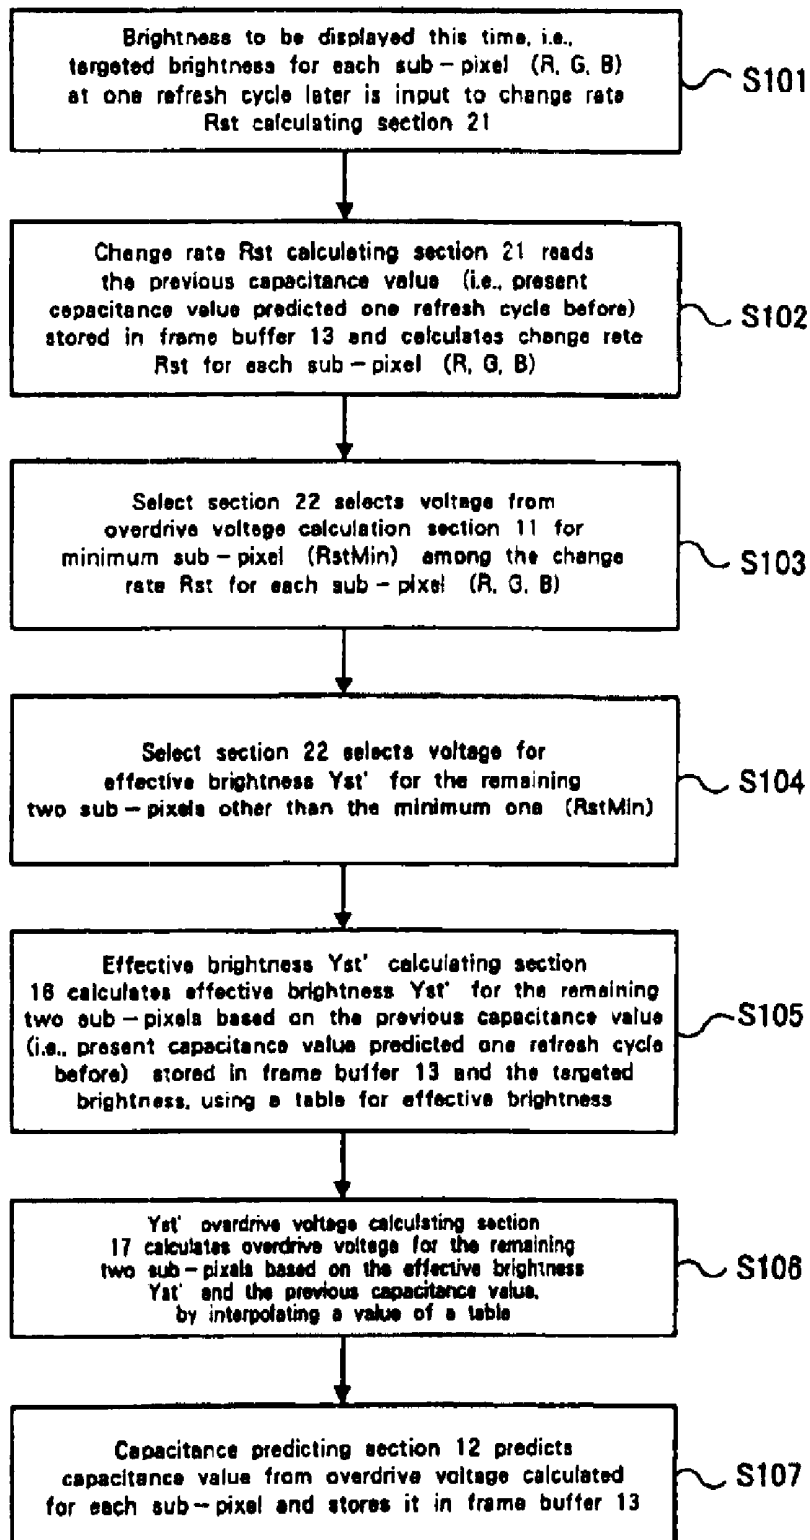 Brightness to be displayed this time, i.e.,
targeted brightness for each sub-pixel (R, G, B)
at one refresh cycle later is input to change rate
Rst calculating section 21
S101
Change rate Rst calculating section 21 reads
the previous capacitance value (i.e., present
capacitance value predicted one refresh cycle before)
stored in frame buffer 13 and calculates change rate
Rst for each sub-pixel (R, G, B)
S102
Select section 22 selects voltage from
overdrive voltage calculation section 11 for
minimum sub-pixel (RstMin) among the change
rate Rst for each sub-pixel (R, G, B)
S103
Select section 22 selects voltage for
effective brightness Yst' for the remaining
two sub-pixels other than the minimum one (RstMin)
S104
Effective brightness Yst' calculating section
16 calculates effective brightness Yst' for the remaining
two sub-pixels based on the previous capacitance value
(i.e., present capacitance value predicted one refresh cycle
before) stored in frame buffer 13 and the targeted
brightness, using a table for effective brightness
S105
Yst' overdrive voltage calculating section
17 calculates overdrive voltage for the remaining
two sub-pixels based on the effective brightness
Yst' and the previous capacitance value,
by interpolating a value of a table
S106
Capacitance predicting section 12 predicts
capacitance value from overdrive voltage calculated
for each sub-pixel and stores it in frame buffer 13
S107